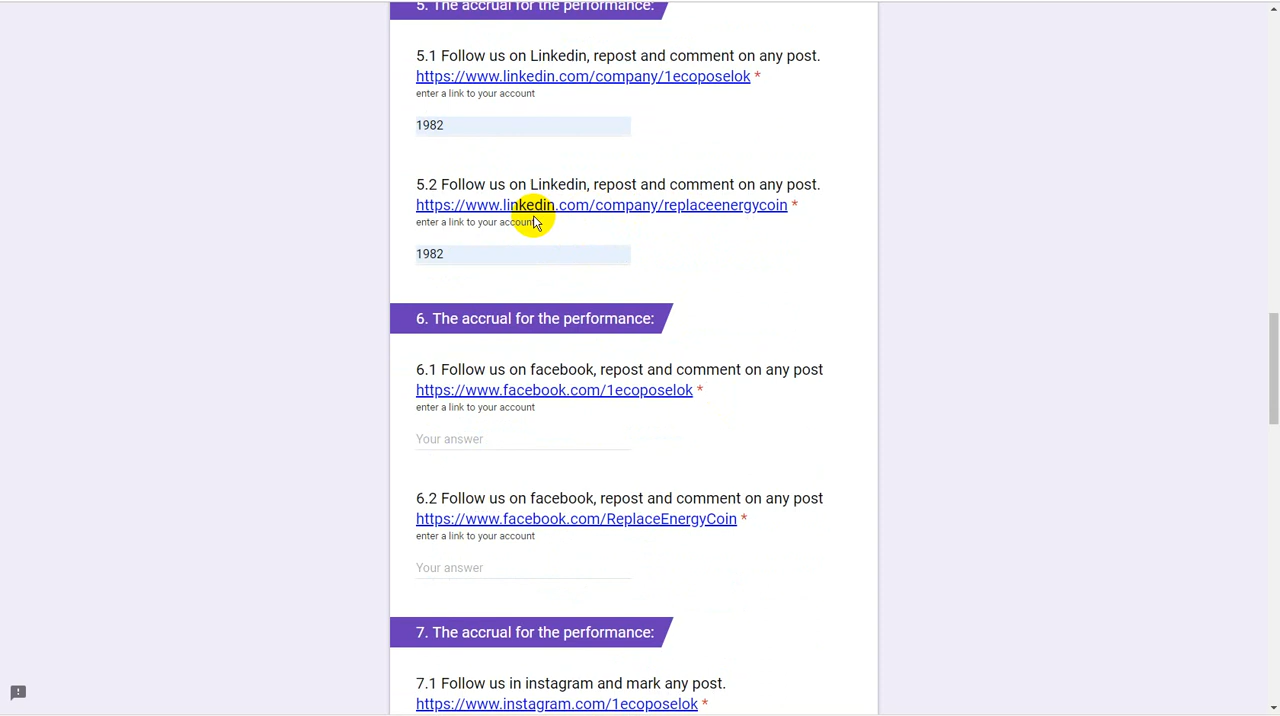 5. The accrual for the performance:
5.1 Follow us on Linkedin, repost and comment on any post.
https://www.linkedin.com/company/1ecoposelok *
enter a link to your account
1982
5.2 Follow us on Linkedin, repost and comment on any post.
https://www.linkedin.com/company/replaceenergycoin *
enter a link to your account
1982
6. The accrual for the performance:
6.1 Follow us on facebook, repost and comment on any post
https://www.facebook.com/1ecoposelok *
enter a link to your account
Your answer
6.2 Follow us on facebook, repost and comment on any post
https://www.facebook.com/ReplaceEnergyCoin *
enter a link to your account
Your answer
7. The accrual for the performance:
7.1 Follow us in instagram and mark any post.
https://www.instagram.com/1ecoposelok *